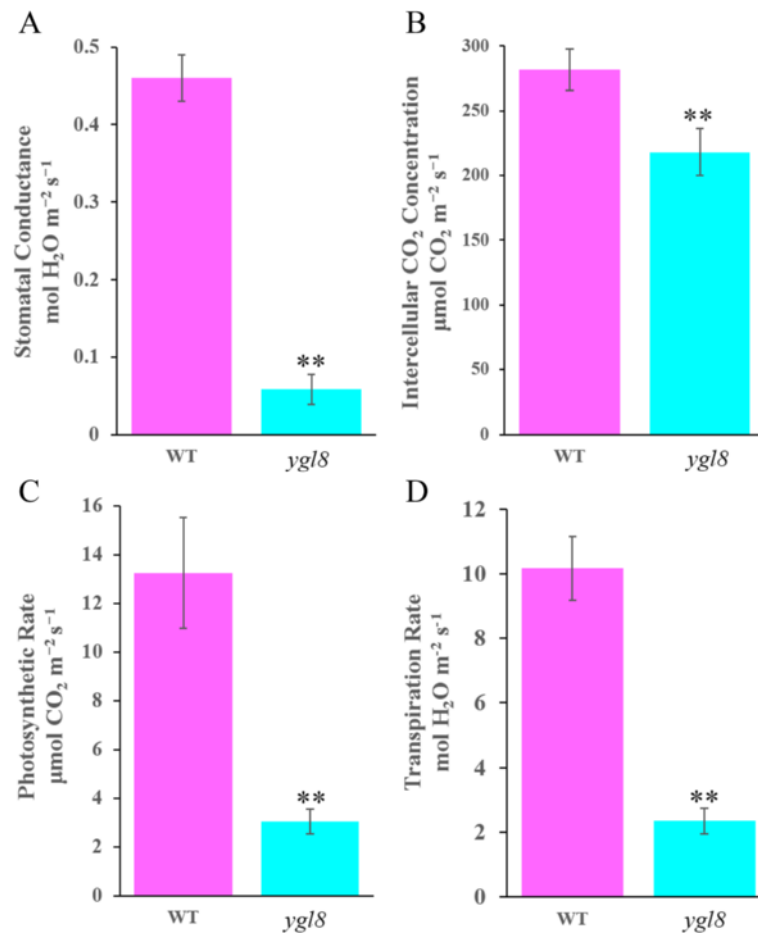 A
Stomatal Conductance
mol H₂O m⁻² s⁻¹
0.5
0.4
0.3
0.2
0.1
0
**
WT
ygl8
B
Intercellular CO₂ Concentration
μmol CO₂ m⁻² s⁻¹
300
250
200
150
100
50
0
**
WT
ygl8
C
Photosynthetic Rate
μmol CO₂ m⁻² s⁻¹
16
14
12
10
8
6
4
2
0
**
WT
ygl8
D
Transpiration Rate
mol H₂O m⁻² s⁻¹
12
10
8
6
4
2
0
**
WT
ygl8